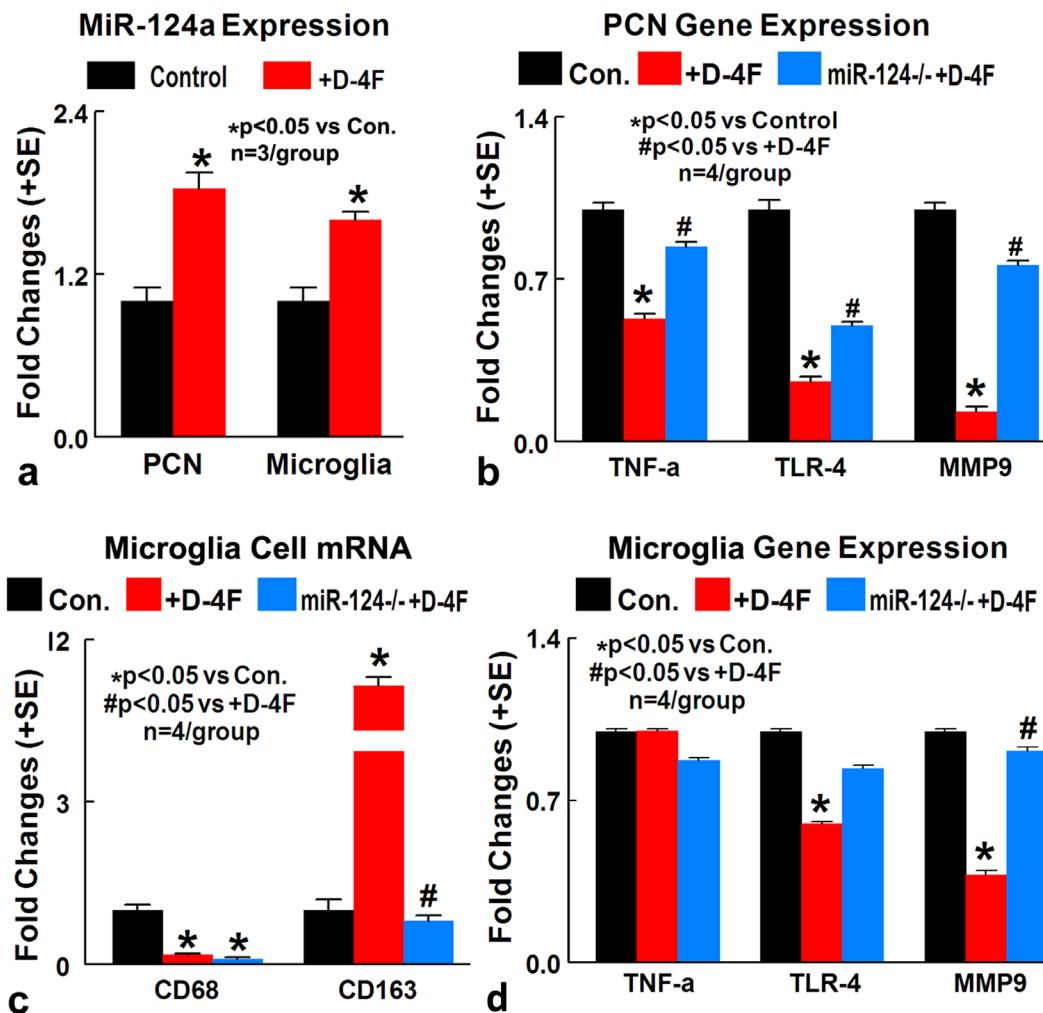 MiR-124a Expression
Control +D-4F
*p<0.05 vs Con.
n=3/group
Fold Changes (+SE)
2.4
1.2
0.0
* *
PCN Microglia
a
PCN Gene Expression
Con. +D-4F miR-124-/-+D-4F
*p<0.05 vs Control
#p<0.05 vs +D-4F
n=4/group
Fold Changes (+SE)
1.4
0.7
0.0
* # * # * #
TNF-a TLR-4 MMP9
b
Microglia Cell mRNA
Con. +D-4F miR-124-/-+D-4F
*p<0.05 vs Con.
#p<0.05 vs +D-4F
n=4/group
Fold Changes (+SE)
12
3
0
* * * #
CD68 CD163
c
Microglia Gene Expression
Con. +D-4F miR-124-/-+D-4F
*p<0.05 vs Con.
#p<0.05 vs +D-4F
n=4/group
Fold Changes (+SE)
1.4
0.7
0.0
* * #
TNF-a TLR-4 MMP9
d